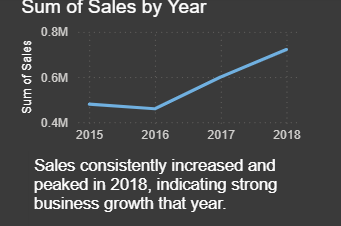 Sum of Sales by Year
0.8M
0.6M
0.4M
Sum of Sales
2015 2016 2017 2018
Sales consistently increased and
peaked in 2018, indicating strong
business growth that year.